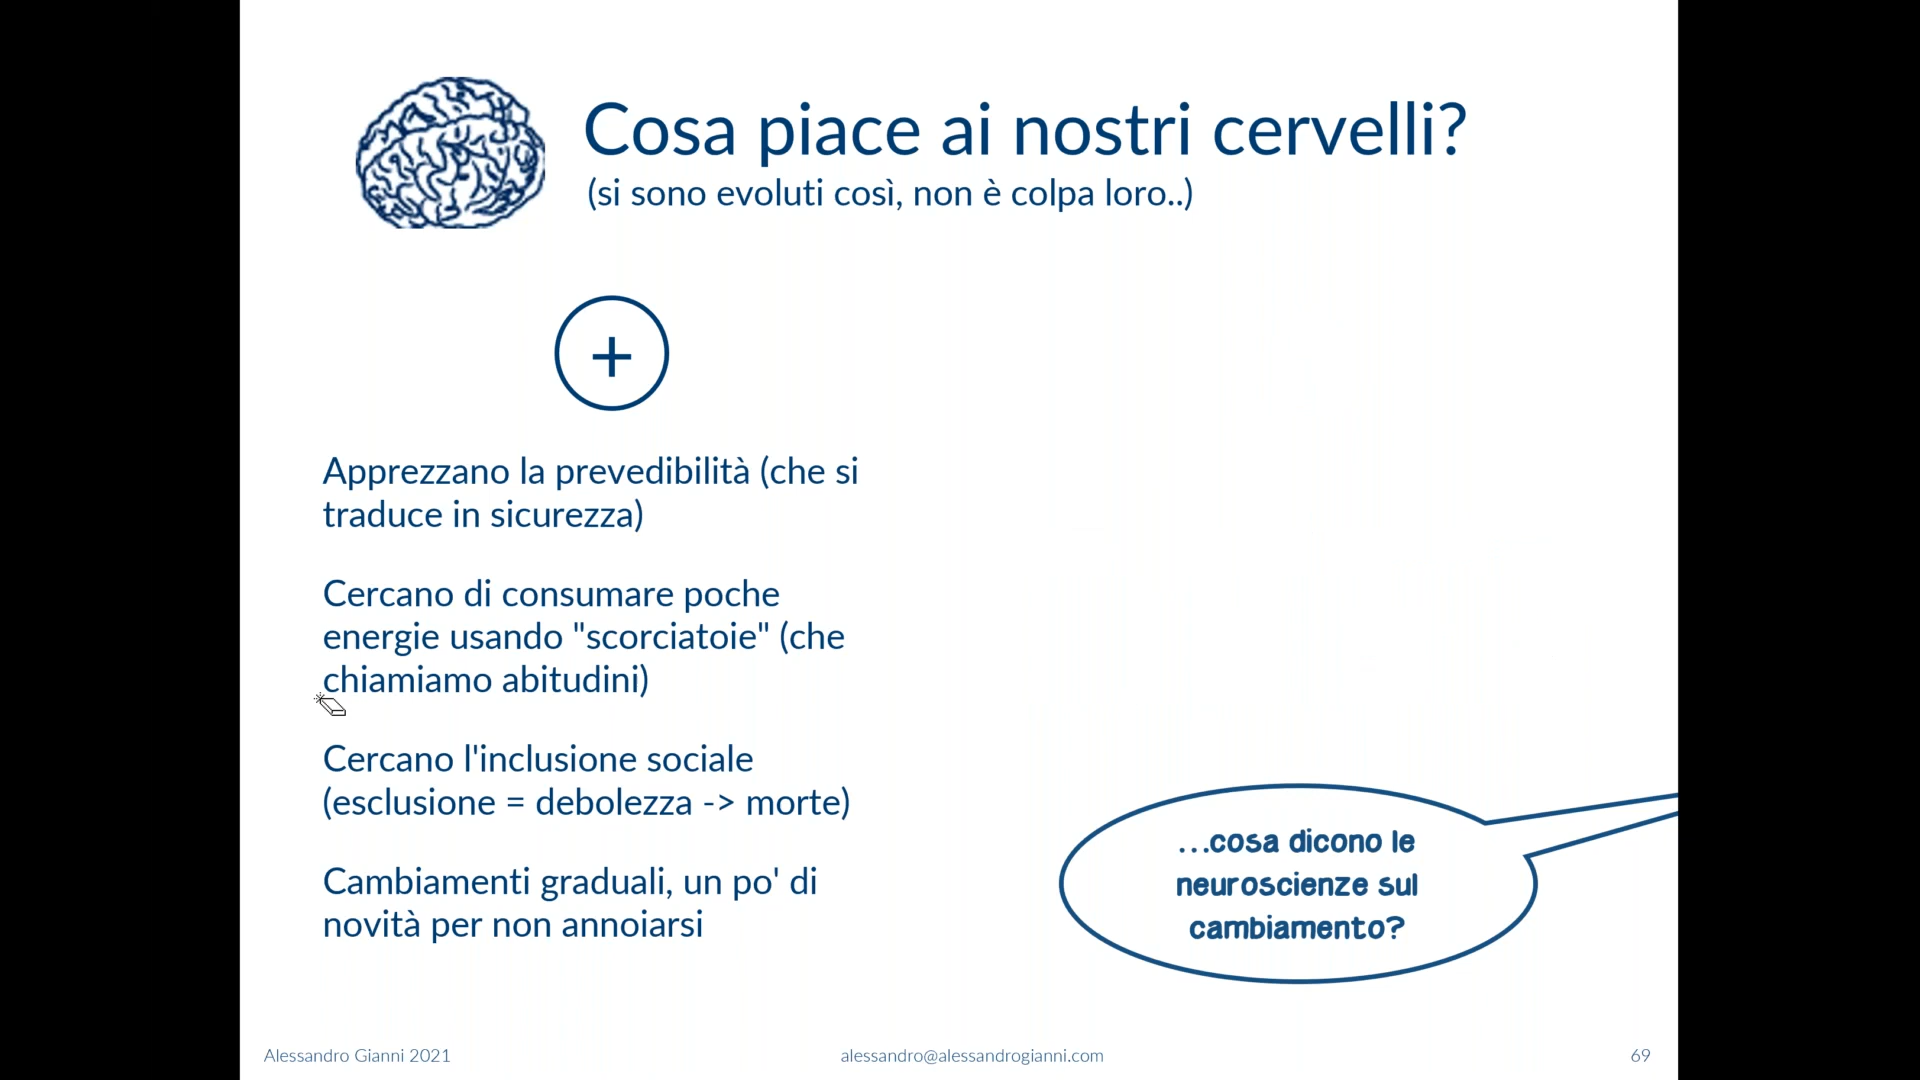 Cosa piace ai nostri cervelli?
(si sono evoluti così, non è colpa loro..)
+
Apprezzano la prevedibilità (che si
traduce in sicurezza)
Cercano di consumare poche
energie usando "scorciatoie" (che
chiamiamo abitudini)
Cercano l'inclusione sociale
(esclusione = debolezza -> morte)
Cambiamenti graduali, un po' di
novità per non annoiarsi
...cosa dicono le
neuroscienze sul
cambiamento?
Alessandro Gianni 2021
alessandro@alessandrogianni.com
69